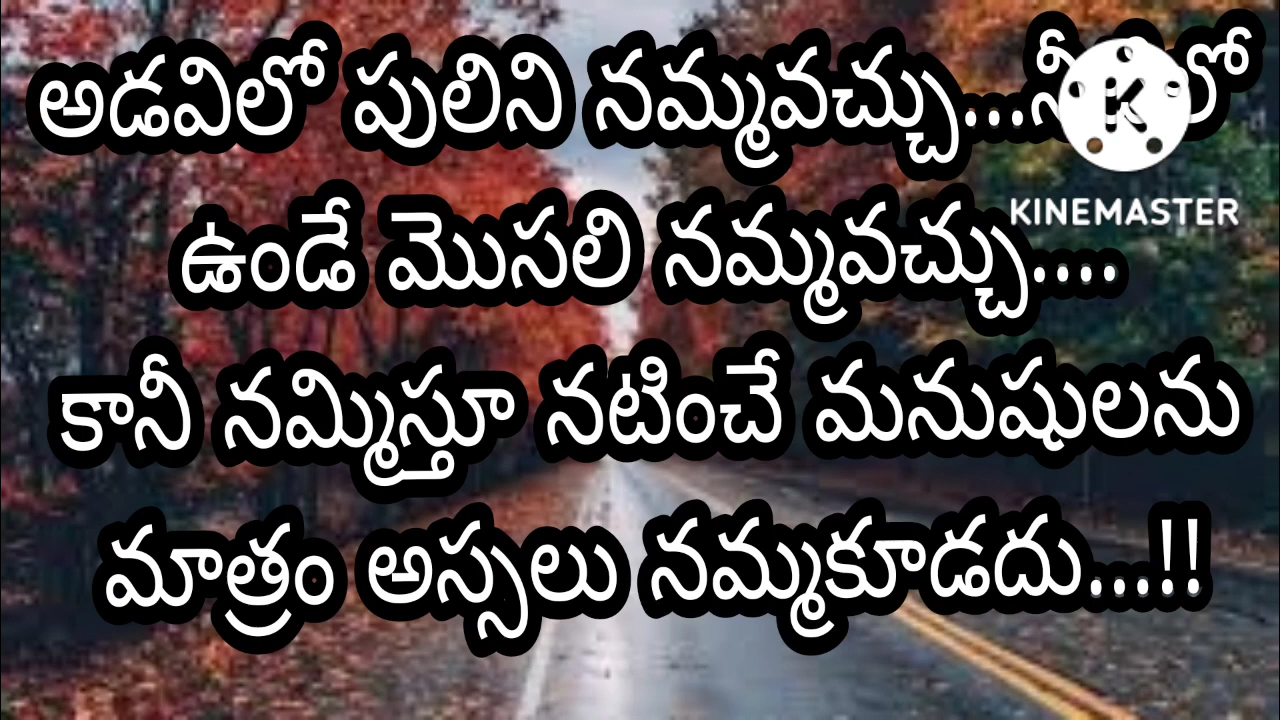 అడవిలో పులిని నమ్మవచ్చు...
KINEMASTER
ఉండే మొసలి నమ్మవచ్చు....
కానీ నమ్మిస్తూ నటించే మనుషులను
మాత్రం అస్సలు నమ్మకూడదు...!!